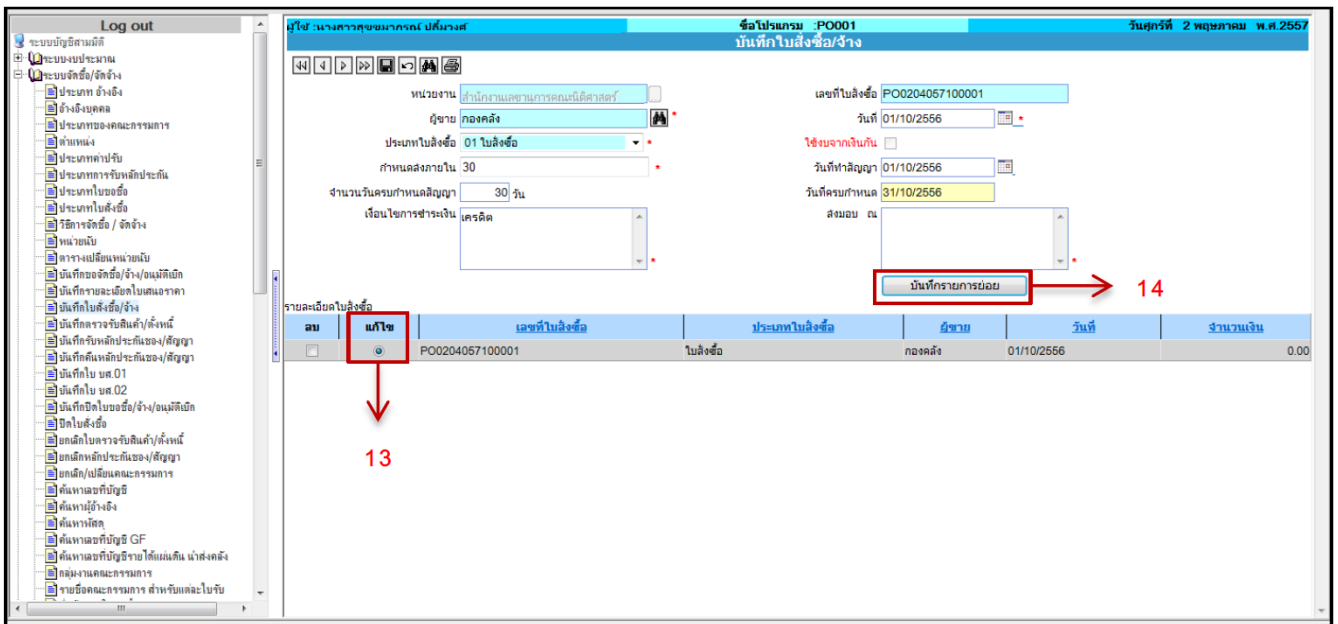 Log out
ระบบบัญชีสามมิติ
ระบบงบประมาณ
ระบบจัดซื้อ/จัดจ้าง
ประเภท อ้างอิง
อ้างอิงบุคคล
ประเภทของคณะกรรมการ
ตำแหน่ง
ประเภทค่าปรับ
ประเภทการรับหลักประกัน
ประเภทใบขอซื้อ
ประเภทใบสั่งซื้อ
วิธีการจัดซื้อ / จัดจ้าง
หน่วยนับ
ตารางเปลี่ยนหน่วยนับ
บันทึกขอจัดซื้อ/จ้าง/อนุมัติเบิก
บันทึกรายละเอียดใบเสนอราคา
บันทึกใบสั่งซื้อ/จ้าง
บันทึกตรวจรับสินค้า/ตั้งหนี้
บันทึกรับหลักประกันซอง/สัญญา
บันทึกคืนหลักประกันซอง/สัญญา
บันทึกใบ บศ.01
บันทึกใบ บศ.02
บันทึกปิดใบขอซื้อ/จ้าง/อนุมัติเบิก
ปิดใบสั่งซื้อ
ยกเลิกใบตรวจรับสินค้า/ตั้งหนี้
ยกเลิกหลักประกันซอง/สัญญา
ยกเลิก/เปลี่ยนคณะกรรมการ
ค้นหาเลขที่บัญชี
ค้นหาผู้อ้างอิง
ค้นหาพัสดุ
ค้นหาเลขที่บัญชี GF
ค้นหาเลขที่บัญชีรายได้แผ่นดิน นำส่งคลัง
กลุ่มงานคณะกรรมการ
รายชื่อคณะกรรมการ สำหรับแต่ละใบรับ
ชื่อโปรแกรม :PO001
วันศุกร์ที่ 2 พฤษภาคม พ.ศ.2557
บันทึกใบสั่งซื้อ/จ้าง
หน่วยงาน สำนักงานเลขานุการคณะนิติศาสตร์
เลขที่ใบสั่งซื้อ PO0204057100001
ผู้ขาย กองคลัง *
วันที่ 01/10/2556 *
ประเภทใบสั่งซื้อ 01 ใบสั่งซื้อ *
ใช้งบจากเงินกัน
กำหนดส่งภายใน 30 *
วันที่ทำสัญญา 01/10/2556
จำนวนวันครบกำหนดสัญญา 30 วัน
วันที่ครบกำหนด 31/10/2556
เงื่อนไขการชำระเงิน เครดิต *
ส่งมอบ ณ *
บันทึกรายการย่อย 14
รายละเอียดใบสั่งซื้อ
ลบ แก้ไข เลขที่ใบสั่งซื้อ ประเภทใบสั่งซื้อ ผู้ขาย วันที่ จำนวนเงิน
PO0204057100001 ใบสั่งซื้อ กองคลัง 01/10/2556 0.00
13